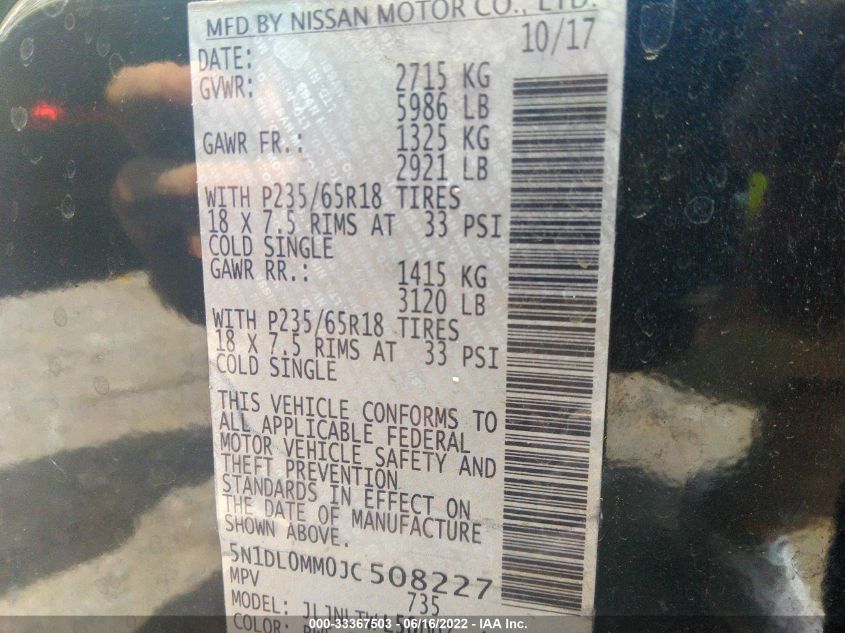 MFD BY NISSAN MOTOR CO., LTD.
DATE: 10/17
GVWR: 2715 KG
5986 LB
GAWR FR.: 1325 KG
2921 LB
WITH P235/65R18 TIRES
18 X 7.5 RIMS AT 33 PSI
COLD SINGLE
GAWR RR.: 1415 KG
3120 LB
WITH P235/65R18 TIRES
18 X 7.5 RIMS AT 33 PSI
COLD SINGLE
THIS VEHICLE CONFORMS TO
ALL APPLICABLE FEDERAL
MOTOR VEHICLE SAFETY AND
THEFT PREVENTION
STANDARDS IN EFFECT ON
THE DATE OF MANUFACTURE
SHOWN ABOVE.
5N1DL0MM0JC508227
MPV 735
MODEL:
COLOR:
000-33367503 - 06/16/2022 - IAA Inc.